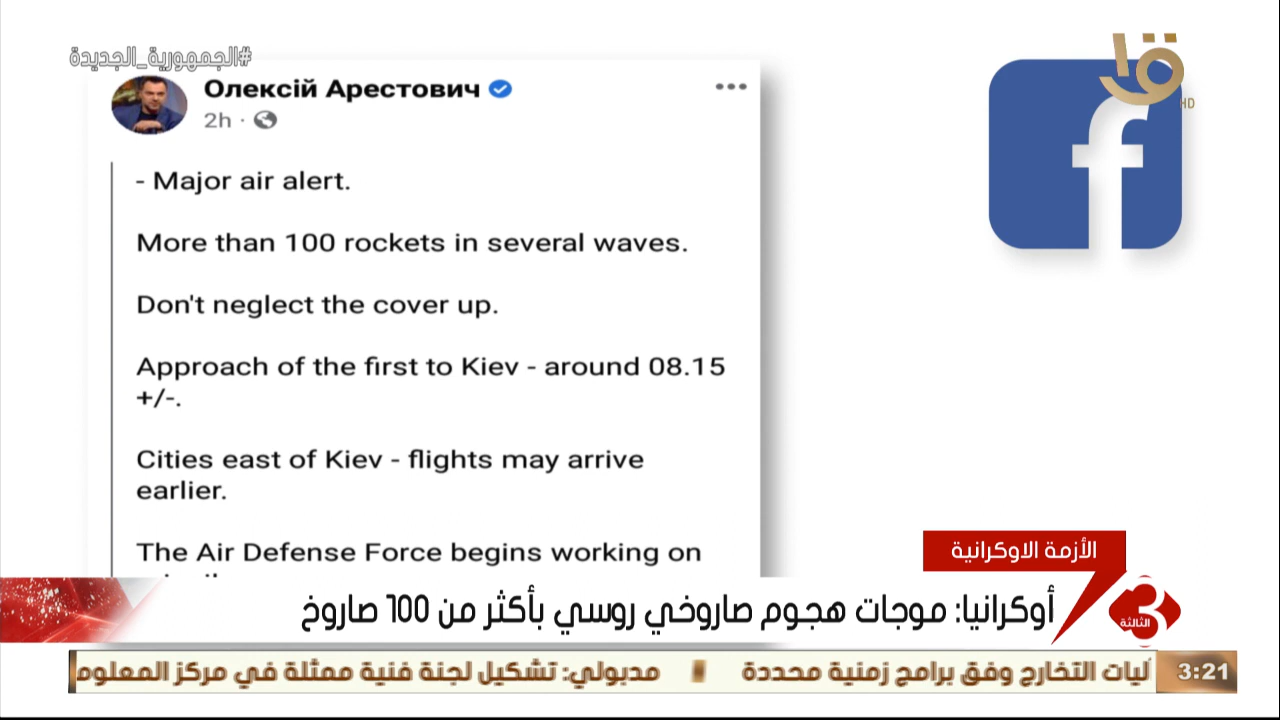 #الجمهورية_الجديدة
HD
Олексій Арестович
2h ·
- Major air alert.
More than 100 rockets in several waves.
Don't neglect the cover up.
Approach of the first to Kiev - around 08.15
+/-.
Cities east of Kiev - flights may arrive
earlier.
The Air Defense Force begins working on
الأزمة الاوكرانية
أوكرانيا: موجات هجوم صاروخي روسي بأكثر من 100 صاروخ
3
الثالثة
3:21
ليات التخارج وفق برامج زمنية محددة
مدبولي: تشكيل لجنة فنية ممثلة في مركز المعلوم